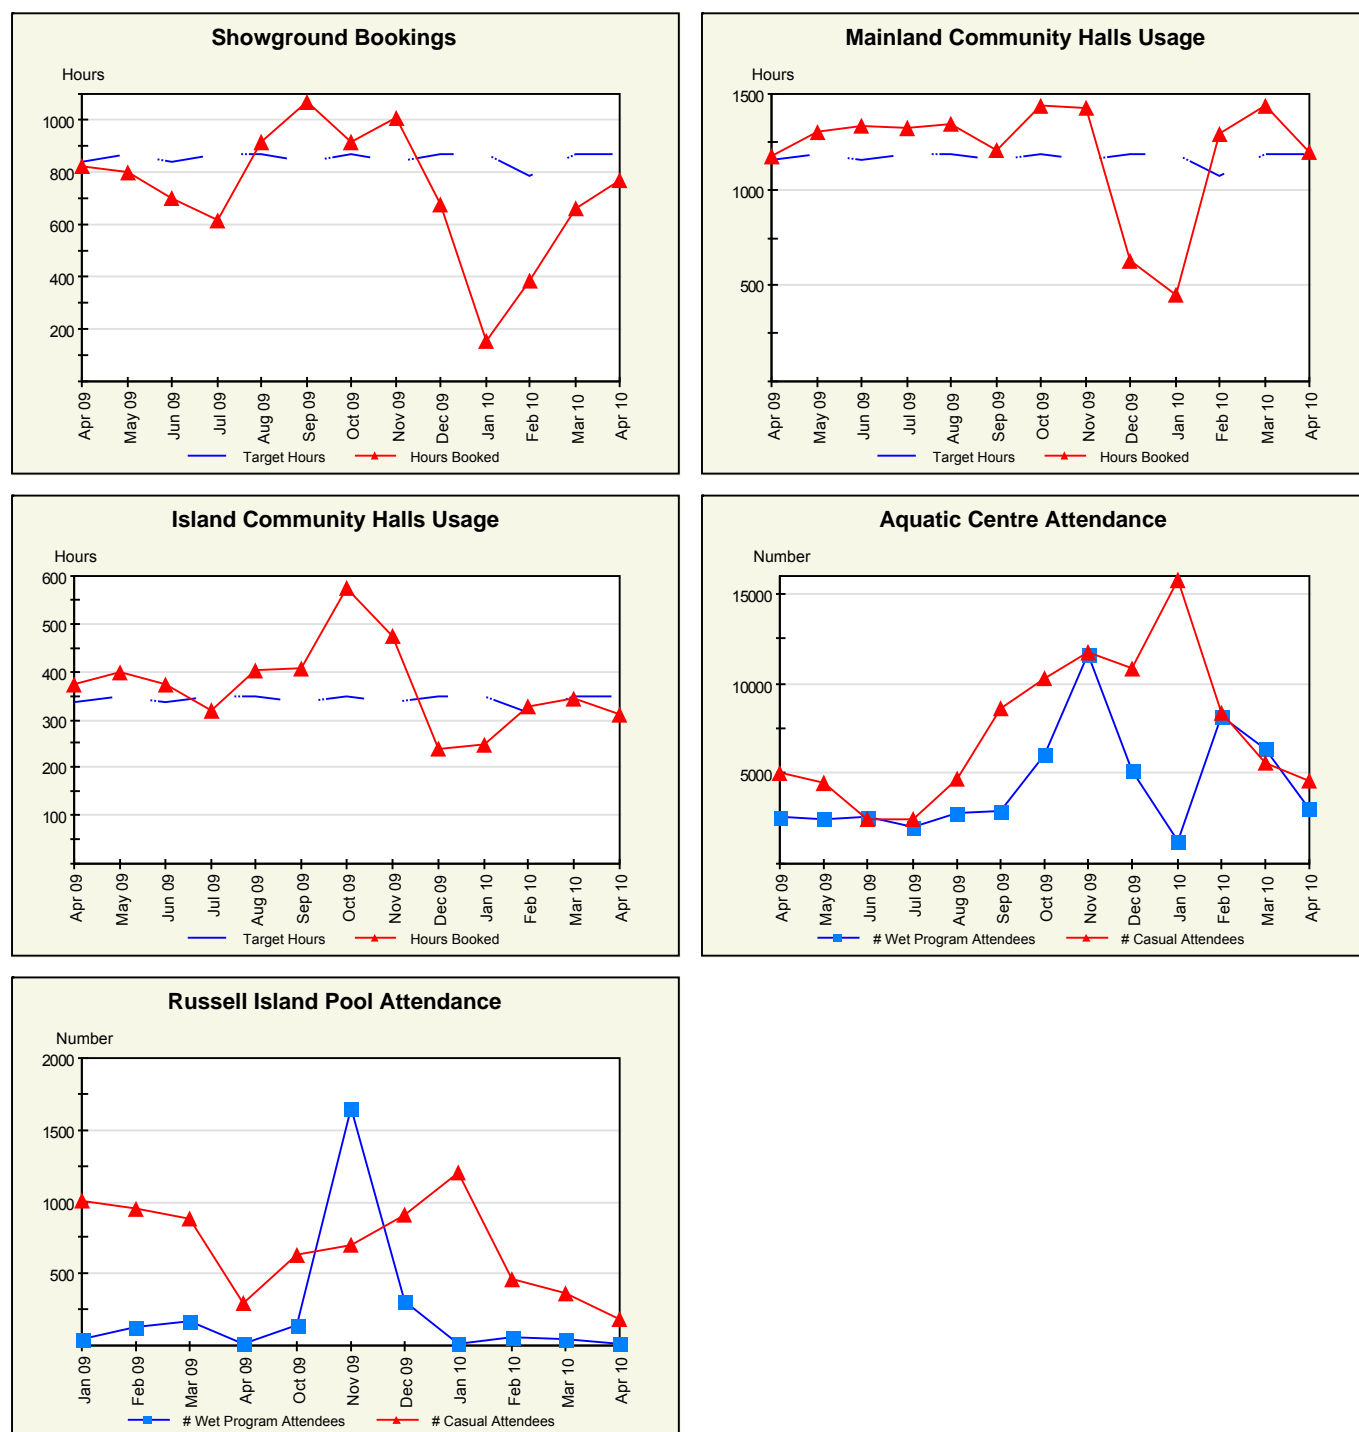 Showground Bookings
Hours
1000
800
600
400
200
Apr 09
May 09
Jun 09
Jul 09
Aug 09
Sep 09
Oct 09
Nov 09
Dec 09
Jan 10
Feb 10
Mar 10
Apr 10
Target Hours Hours Booked
Mainland Community Halls Usage
Hours
1500
1000
500
Apr 09
May 09
Jun 09
Jul 09
Aug 09
Sep 09
Oct 09
Nov 09
Dec 09
Jan 10
Feb 10
Mar 10
Apr 10
Target Hours Hours Booked
Island Community Halls Usage
Hours
600
500
400
300
200
100
Apr 09
May 09
Jun 09
Jul 09
Aug 09
Sep 09
Oct 09
Nov 09
Dec 09
Jan 10
Feb 10
Mar 10
Apr 10
Target Hours Hours Booked
Aquatic Centre Attendance
Number
15000
10000
5000
Apr 09
May 09
Jun 09
Jul 09
Aug 09
Sep 09
Oct 09
Nov 09
Dec 09
Jan 10
Feb 10
Mar 10
Apr 10
# Wet Program Attendees # Casual Attendees
Russell Island Pool Attendance
Number
2000
1500
1000
500
Jan 09
Feb 09
Mar 09
Apr 09
Oct 09
Nov 09
Dec 09
Jan 10
Feb 10
Mar 10
Apr 10
# Wet Program Attendees # Casual Attendees